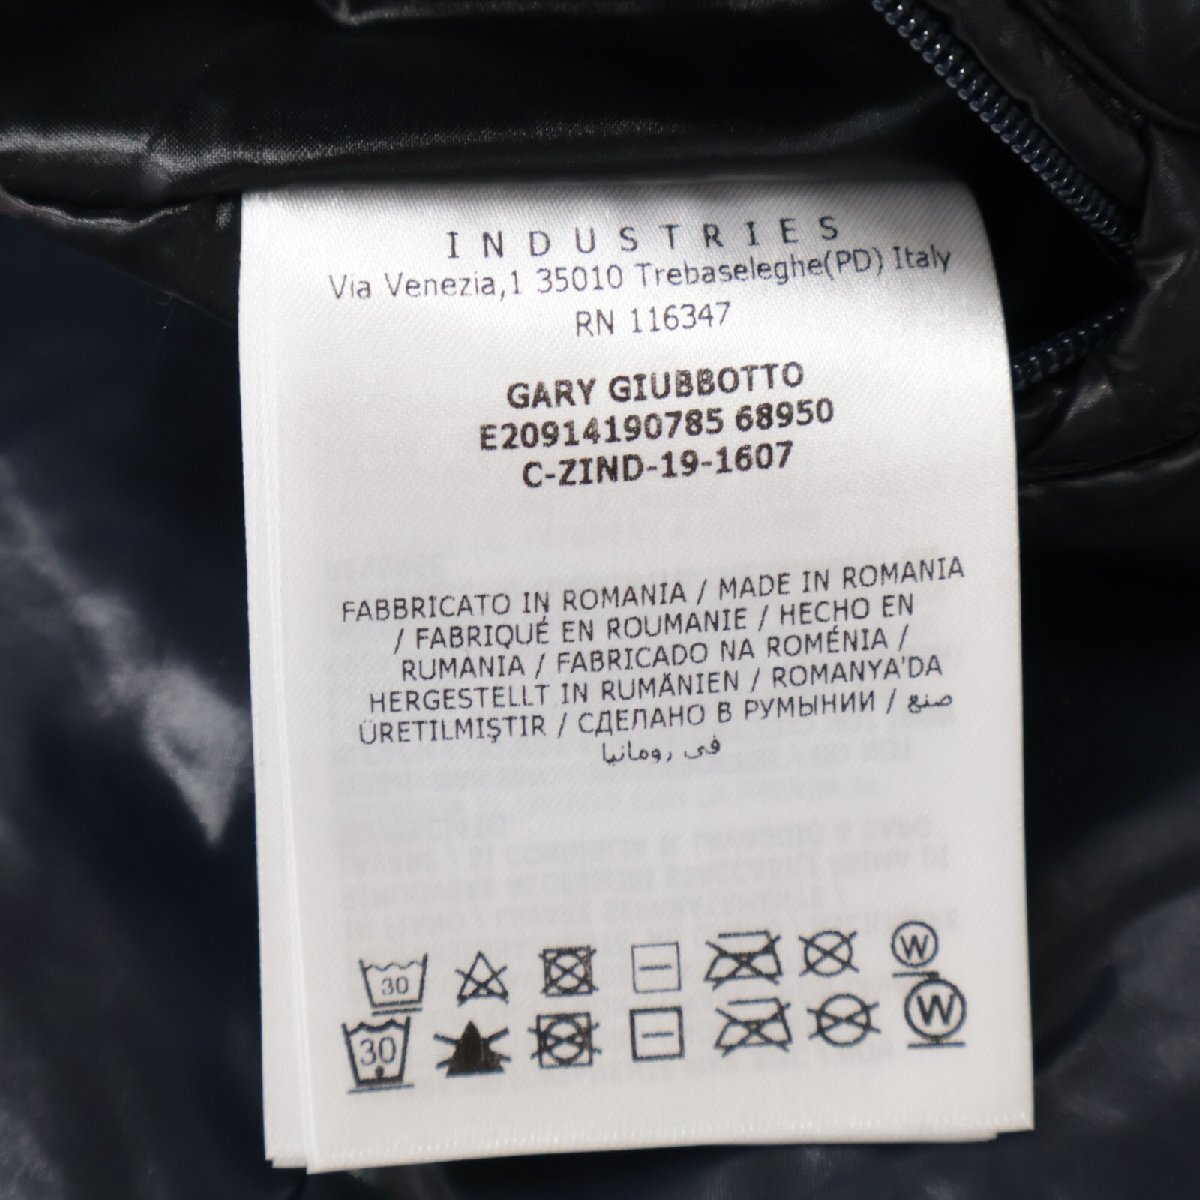 INDUSTRIES
Via Venezia,1 35010 Trebaseleghe(PD) Italy
RN 116347
GARY GIUBBOTTO
E20914190785 68950
C-ZIND-19-1607
FABBRICATO IN ROMANIA / MADE IN ROMANIA
/ FABRIQUÉ EN ROUMANIE / HECHO EN
RUMANIA / FABRICADO NA ROMÉNIA /
HERGESTELLT IN RUMÄNIEN / ROMANYA'DA
ÜRETILMIŞTIR / СДЕЛАНО В РУМЫНИИ / صنع
في رومانيا
30 W
30 W